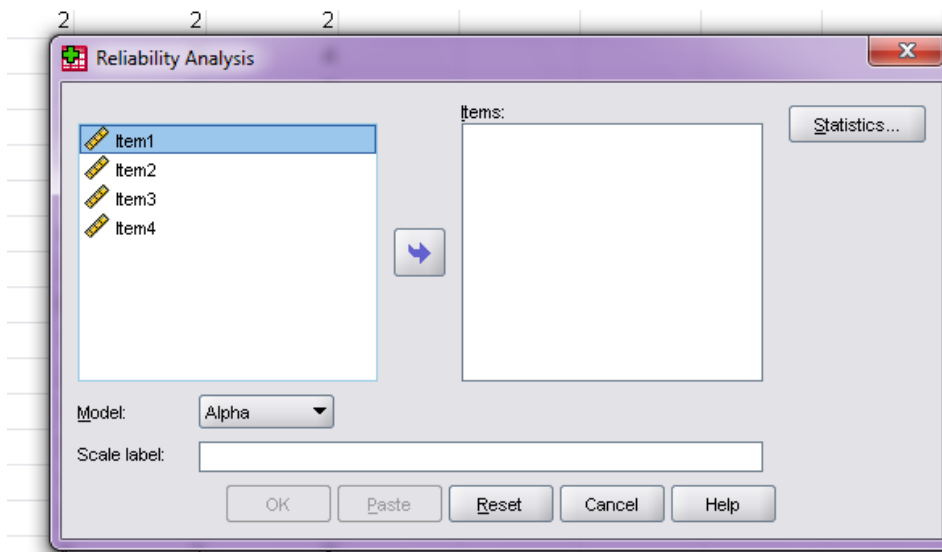 2 2 2
Reliability Analysis
Items:
Statistics...
Item1
Item2
Item3
Item4
Model: Alpha
Scale label:
OK Paste Reset Cancel Help